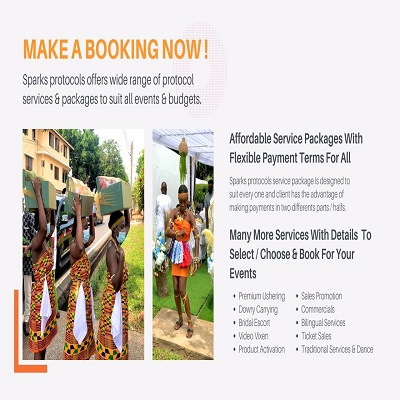 MAKE A BOOKING NOW !
Sparks protocols offers wide range of protocol
services & packages to suit all events & budgets.
Affordable Service Packages With
Flexible Payment Terms For All
Sparks protocols service package is designed to
suit every one and client has the advantage of
making payments in two differents parts / halfs.
Many More Services With Details To
Select / Choose & Book For Your
Events
• Premium Ushering
• Dowry Carrying
• Bridal Escort
• Video Vixen
• Product Activation
• Sales Promotion
• Commercials
• Bilingual Services
• Ticket Sales
• Traditional Services & Dance